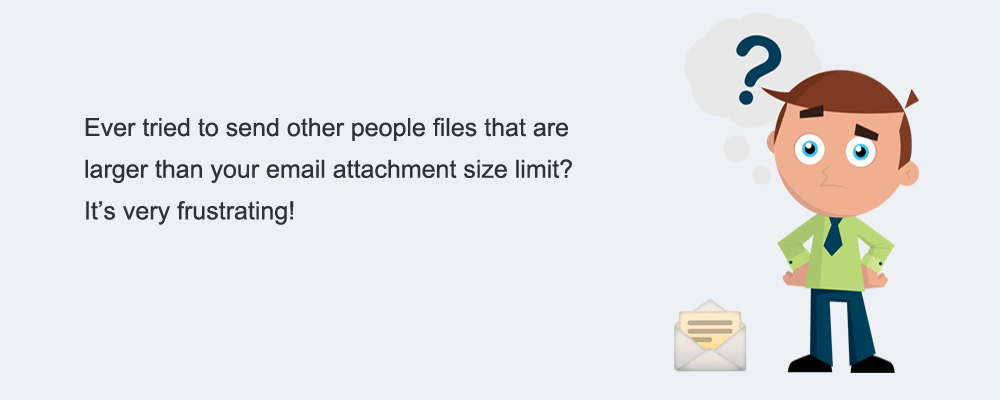 Ever tried to send other people files that are
larger than your email attachment size limit?
It’s very frustrating!
?